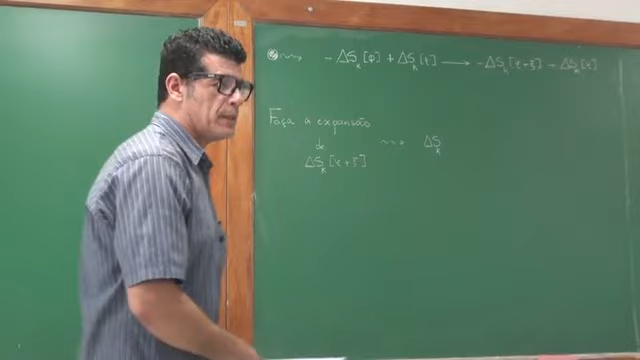 ⊘ ⟿ - ΔS_k[φ] + ΔS_k[t] ⟶ - ΔS_k[t+ξ] + ΔS_k[t]
Faça a expansão
de ⟿ ΔS_k
ΔS_k[t+ξ]